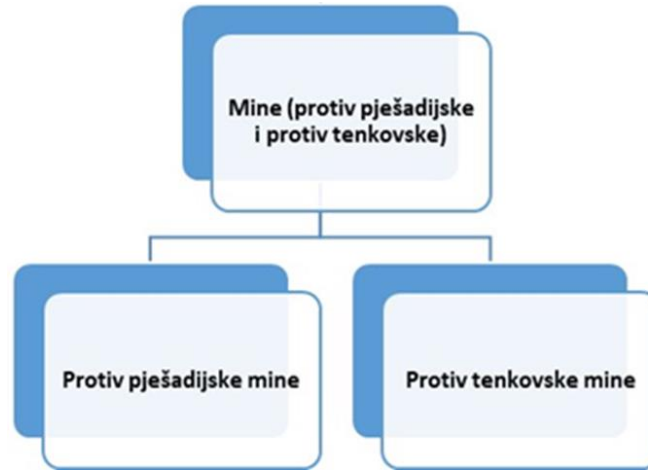 Mine (protiv pješadijske
i protiv tenkovske)
Protiv pješadijske mine
Protiv tenkovske mine